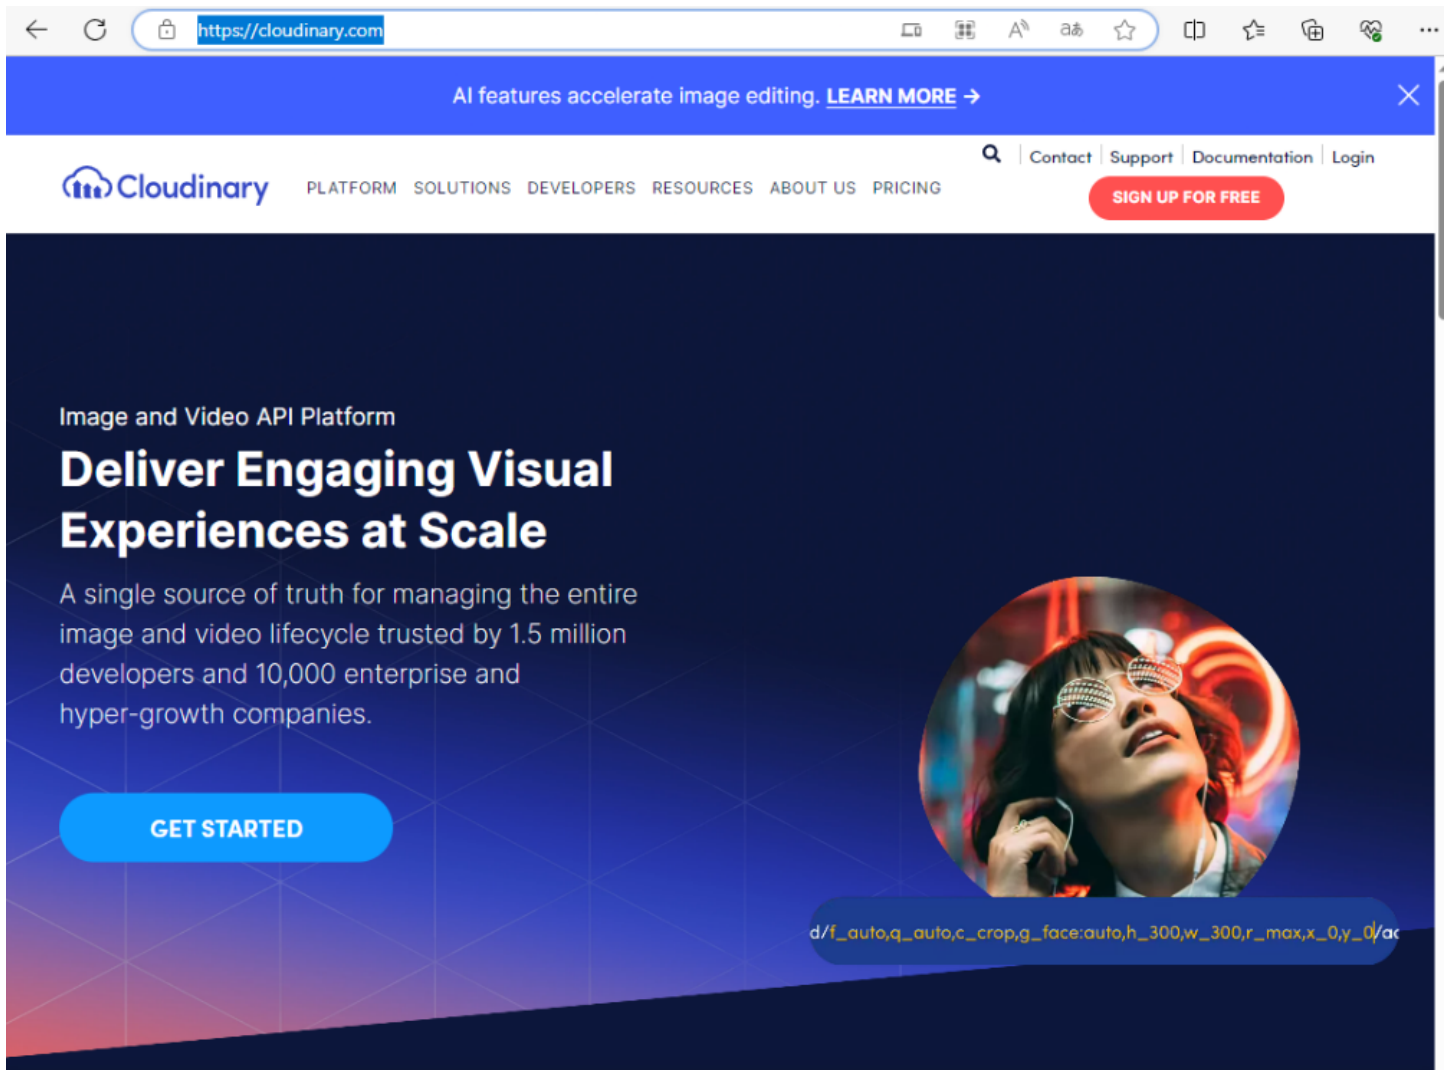 https://cloudinary.com
AI features accelerate image editing. LEARN MORE →
Contact Support Documentation Login
Cloudinary PLATFORM SOLUTIONS DEVELOPERS RESOURCES ABOUT US PRICING
SIGN UP FOR FREE
Image and Video API Platform
Deliver Engaging Visual
Experiences at Scale
A single source of truth for managing the entire
image and video lifecycle trusted by 1.5 million
developers and 10,000 enterprise and
hyper-growth companies.
GET STARTED
d/f_auto,q_auto,c_crop,g_face:auto,h_300,w_300,r_max,x_0,y_0/ac